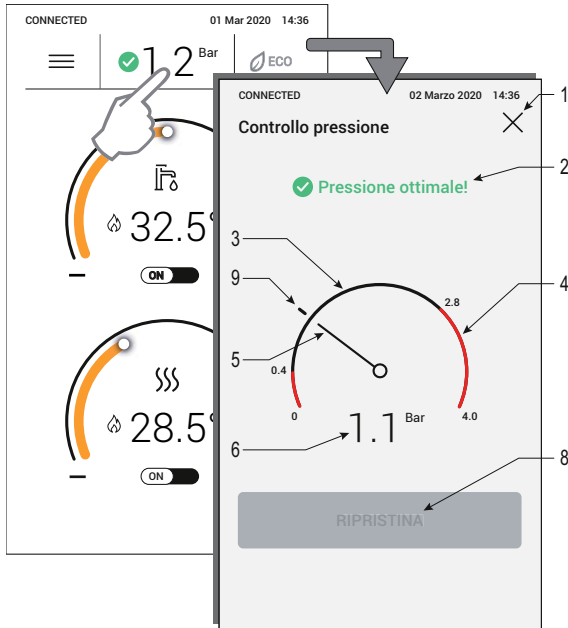 CONNECTED 01 Mar 2020 14:36
1.2 Bar
ECO
32.5°
ON
28.5°
ON
CONNECTED 02 Marzo 2020 14:36
Controllo pressione
Pressione ottimale!
0
0.4
2.8
4.0
1.1 Bar
RIPRISTINA
1
2
3
9
4
5
6
8